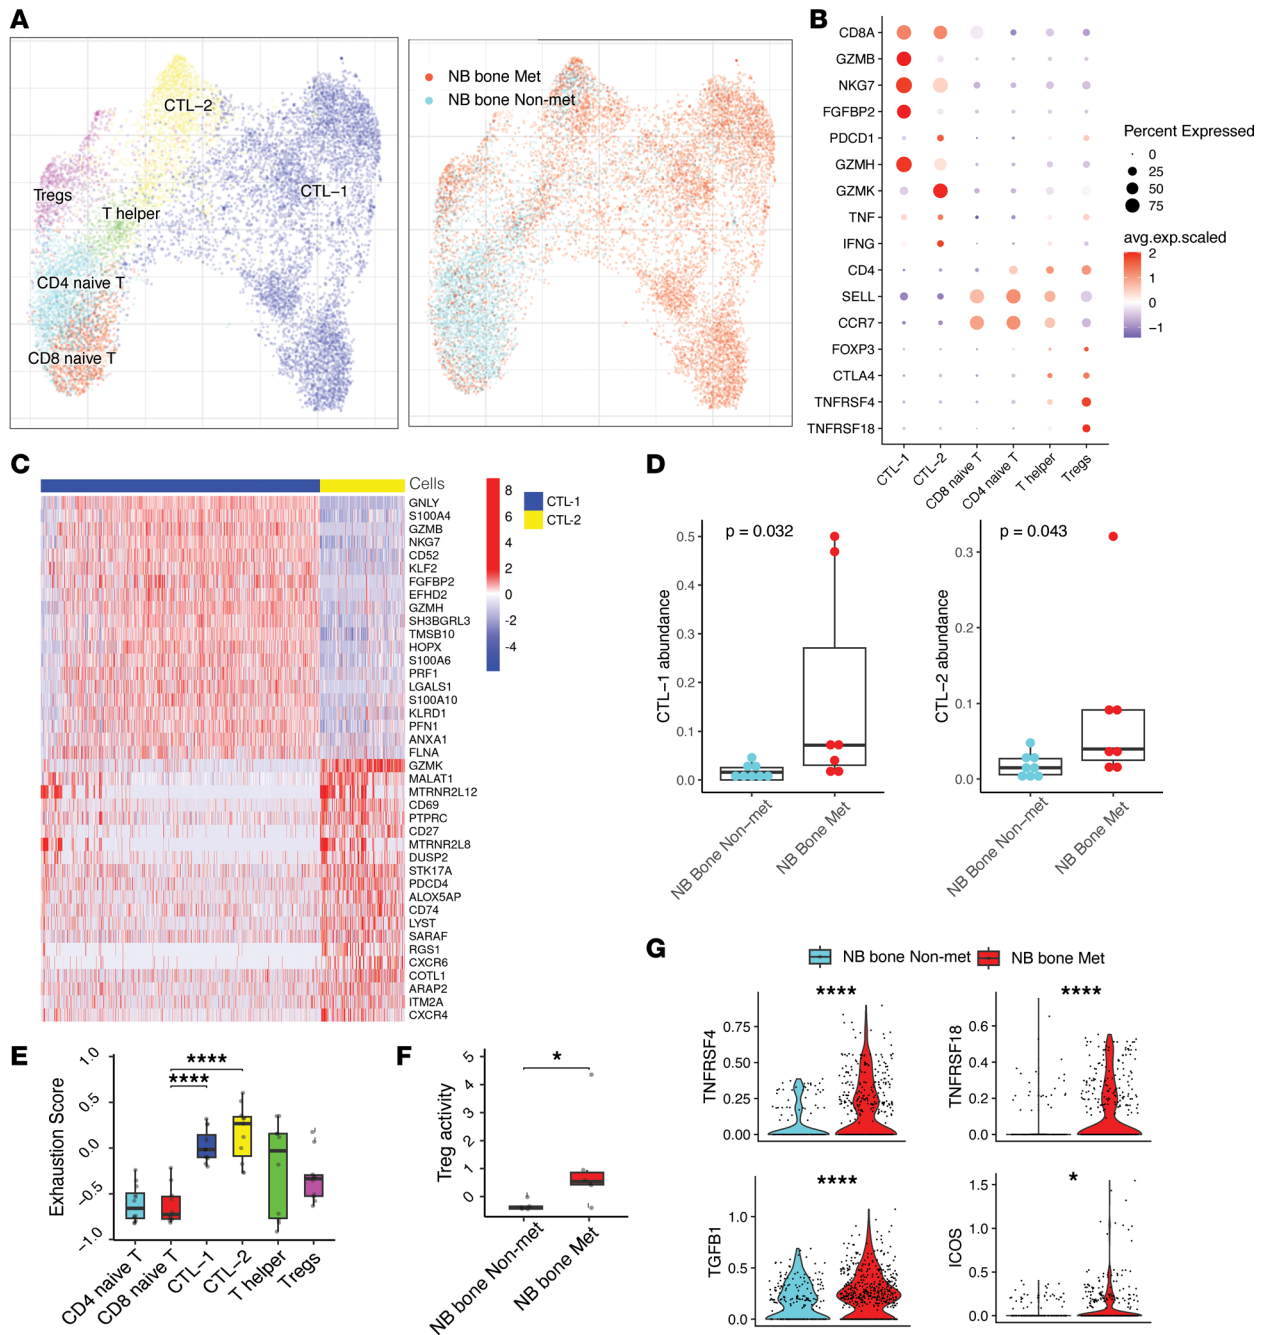 A
CTL-2
Tregs
T helper
CTL-1
CD4 naive T
CD8 naive T
NB bone Met
NB bone Non-met
B
CD8A
GZMB
NKG7
FGFBP2
PDCD1
GZMH
GZMK
TNF
IFNG
CD4
SELL
CCR7
FOXP3
CTLA4
TNFRSF4
TNFRSF18
CTL-1
CTL-2
CD8 naive T
CD4 naive T
T helper
Tregs
Percent Expressed
0
25
50
75
avg.exp.scaled
2
1
0
-1
C
Cells
GNLY
S100A4
GZMB
NKG7
CD52
KLF2
FGFBP2
EFHD2
GZMH
SH3BGRL3
TMSB10
HOPX
S100A6
PRF1
LGALS1
S100A10
KLRD1
PFN1
ANXA1
FLNA
GZMK
MALAT1
MTRNR2L12
CD69
PTPRC
CD27
MTRNR2L8
DUSP2
STK17A
PDCD4
ALOX5AP
CD74
LYST
SARAF
RGS1
CXCR6
COTL1
ARAP2
ITM2A
CXCR4
8
6
4
2
0
-2
-4
CTL-1
CTL-2
D
p = 0.032
CTL-1 abundance
0.5
0.4
0.3
0.2
0.1
0.0
NB Bone Non-met
NB Bone Met
p = 0.043
CTL-2 abundance
0.3
0.2
0.1
0.0
NB Bone Non-met
NB Bone Met
E
Exhaustion Score
1.0
0.5
0.0
-0.5
-1.0
****
****
CD4 naive T
CD8 naive T
CTL-1
CTL-2
T helper
Tregs
F
Treg activity
5
4
3
2
1
0
*
NB bone Non-met
NB bone Met
G
NB bone Non-met
NB bone Met
****
TNFRSF4
0.75
0.50
0.25
0.00
****
TNFRSF18
0.6
0.4
0.2
0.0
****
TGFB1
1.0
0.5
0.0
*
ICOS
1.5
1.0
0.5
0.0